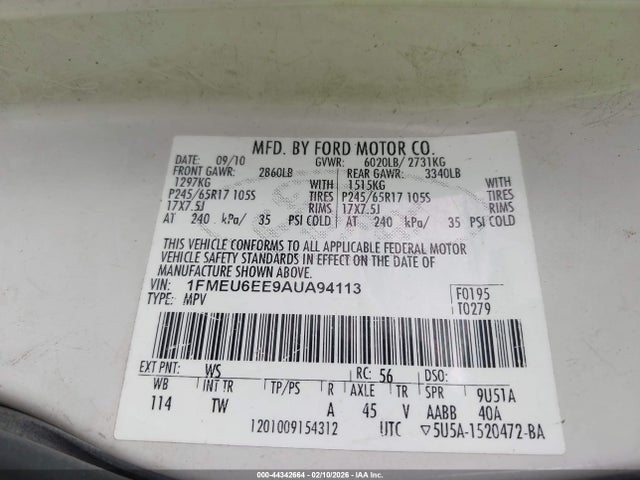 MFD. BY FORD MOTOR CO.
DATE: 09/10 GVWR: 6020LB/ 2731KG
FRONT GAWR: 2860LB REAR GAWR: 3340LB
1297KG WITH 1515KG WITH
P245/65R17 105S TIRES P245/65R17 105S TIRES
17X7.5J RIMS 17X7.5J RIMS
AT 240 kPa/ 35 PSI COLD AT 240 kPa/ 35 PSI COLD
THIS VEHICLE CONFORMS TO ALL APPLICABLE FEDERAL MOTOR
VEHICLE SAFETY STANDARDS IN EFFECT ON THE DATE OF
MANUFACTURE SHOWN ABOVE.
VIN: 1FMEU6EE9AUA94113 F0195
TYPE: MPV T0279
EXT PNT: WS RC: 56 DSO:
WB INT TR TP/PS R AXLE TR SPR 9U51A
114 TW A 45 V AABB 40A
1201009154312 UTC ▽5U5A-1520472-BA
000-44342664 - 02/10/2026 - IAA Inc.